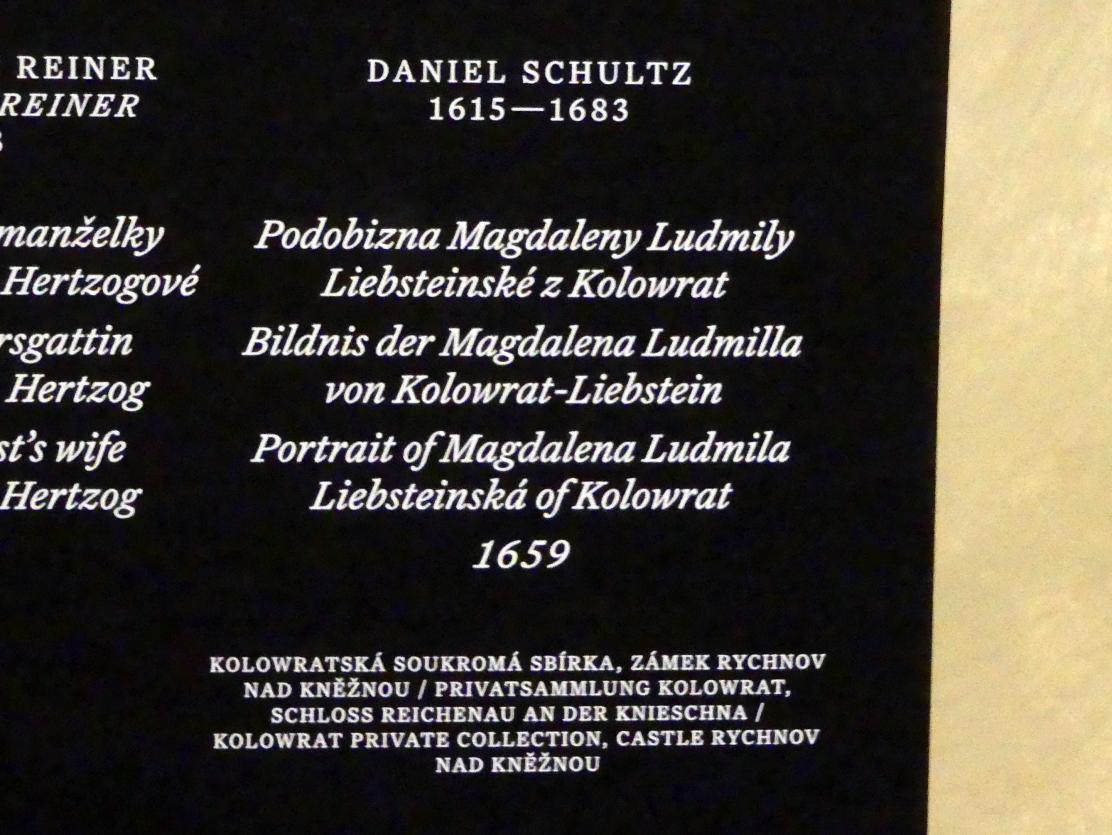 REINER
REINER
manželky
Hertzogové
Hertzog
wife
Hertzog
DANIEL SCHULTZ
1615—1683
Podobizna Magdaleny Ludmily
Liebsteinské z Kolowrat
Bildnis der Magdalena Ludmilla
von Kolowrat-Liebstein
Portrait of Magdalena Ludmila
Liebsteinská of Kolowrat
1659
KOLOWRATSKÁ SOUKROMÁ SBÍRKA, ZÁMEK RYCHNOV
NAD KNĚŽNOU / PRIVATSAMMLUNG KOLOWRAT,
SCHLOSS REICHENAU AN DER KNIESCHNA /
KOLOWRAT PRIVATE COLLECTION, CASTLE RYCHNOV
NAD KNĚŽNOU